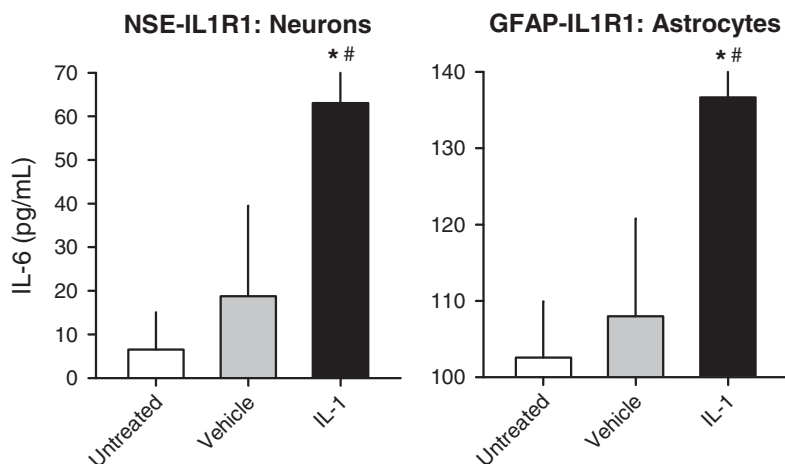 NSE-IL1R1: Neurons
IL-6 (pg/mL)
70
60
50
40
30
20
10
0
* #
Untreated
Vehicle
IL-1
GFAP-IL1R1: Astrocytes
140
130
120
110
100
* #
Untreated
Vehicle
IL-1